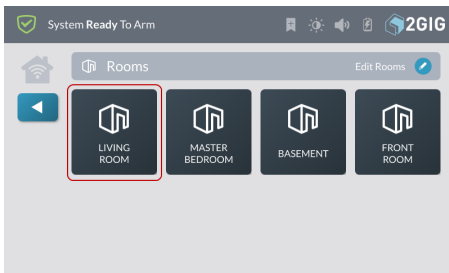 System Ready To Arm
2GIG
Rooms
Edit Rooms
LIVING
ROOM
MASTER
BEDROOM
BASEMENT
FRONT
ROOM